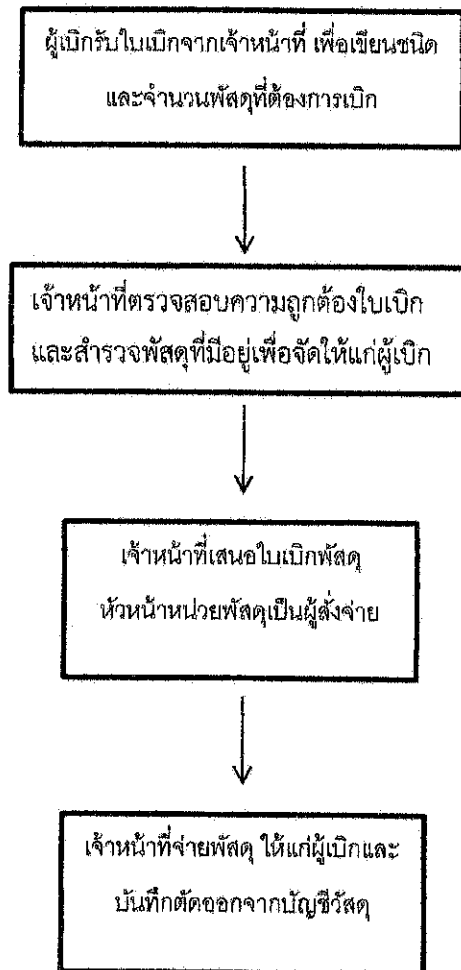 ผู้เบิกรับใบเบิกจากเจ้าหน้าที่ เพื่อเขียนชนิด
และจำนวนพัสดุที่ต้องการเบิก
เจ้าหน้าที่ตรวจสอบความถูกต้องใบเบิก
และสำรวจพัสดุที่มีอยู่เพื่อจัดให้แก่ผู้เบิก
เจ้าหน้าที่เสนอใบเบิกพัสดุ
หัวหน้าหน่วยพัสดุเป็นผู้สั่งจ่าย
เจ้าหน้าที่จ่ายพัสดุ ให้แก่ผู้เบิกและ
บันทึกตัดออกจากบัญชีวัสดุ